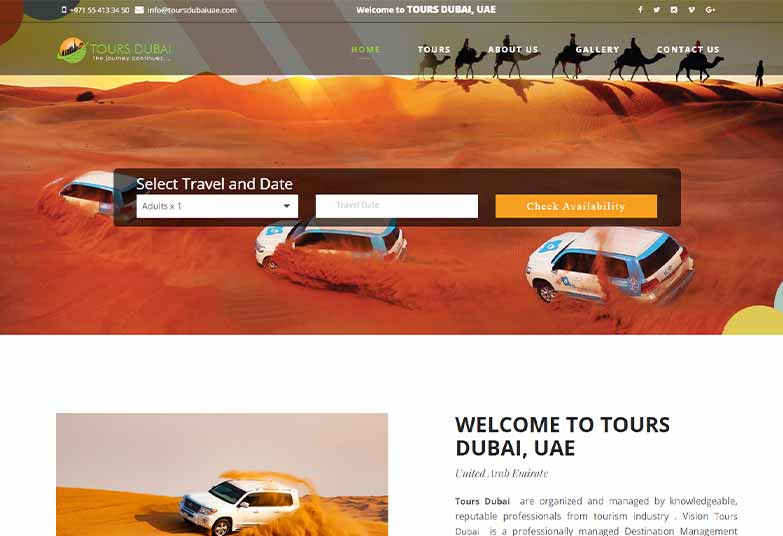 +971 55 413 34 50 info@toursdubaiuae.com Welcome to TOURS DUBAI, UAE
TOURS DUBAI
the journey continues...
HOME TOURS ABOUT US GALLERY CONTACT US
Select Travel and Date
Adults x 1 Travel Date Check Availability
WELCOME TO TOURS
DUBAI, UAE
United Arab Emirate
Tours Dubai are organized and managed by knowledgeable,
reputable professionals from tourism industry . Vision Tours
Dubai is a professionally managed Destination Management